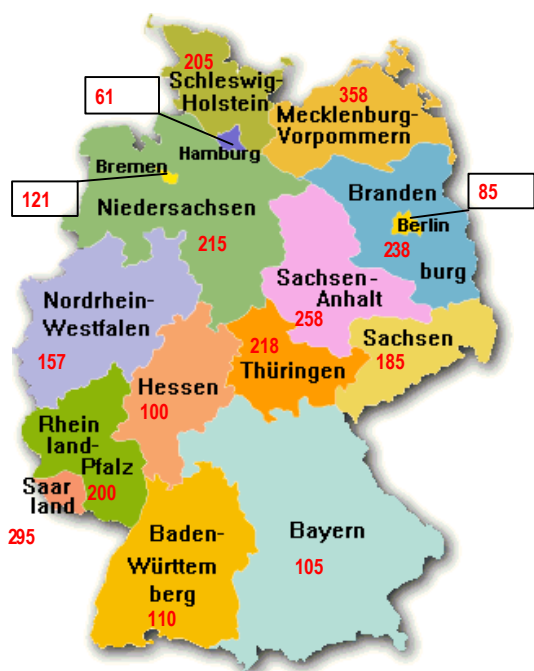 205
Schleswig-
Holstein
61
358
Mecklenburg-
Vorpommern
Hamburg
Bremen
121
Niedersachsen
215
Branden
burg
85
Berlin
238
Sachsen-
Anhalt
258
Nordrhein-
Westfalen
157
218
Thüringen
Sachsen
185
Hessen
100
Rhein
land-
Pfalz
200
Saar
land
295
Baden-
Württem
berg
110
Bayern
105